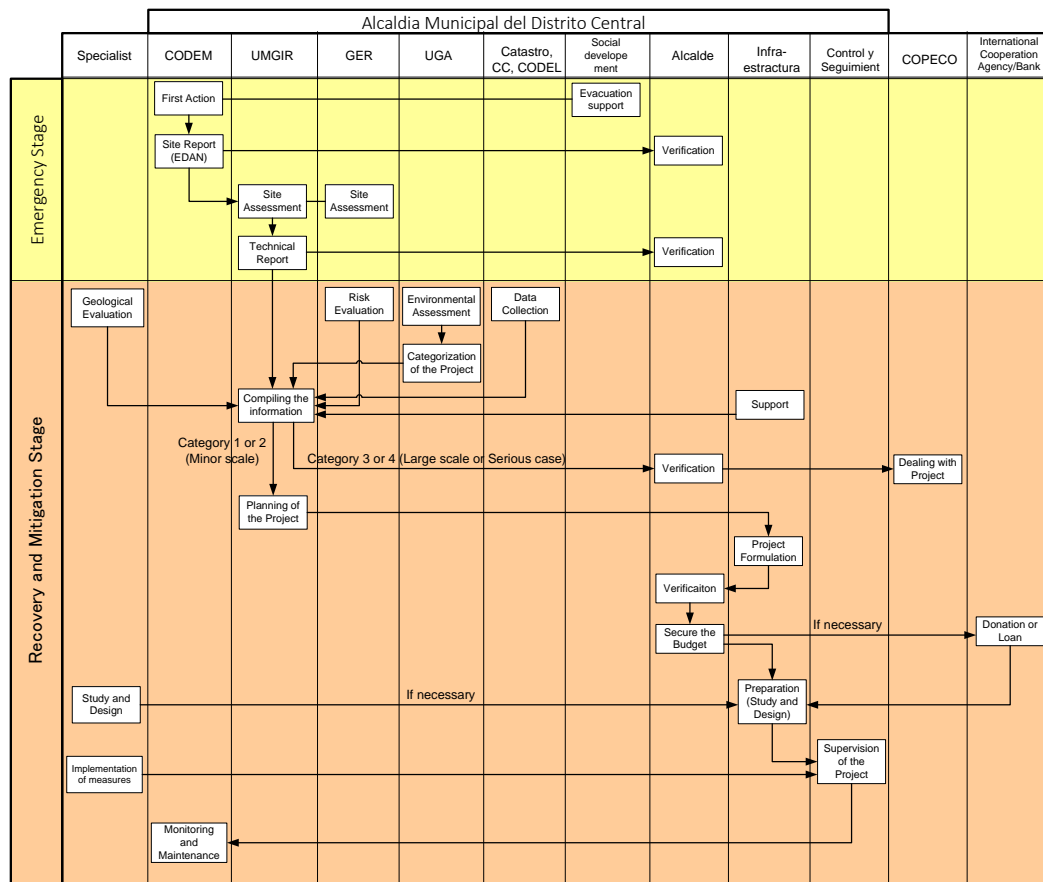 Alcaldia Municipal del Distrito Central
Specialist
CODEM
UMGIR
GER
UGA
Catastro,
CC, CODEL
Social
develope
ment
Alcalde
Infra-
estractura
Control y
Seguimient
COPECO
International
Cooperation
Agency/Bank
Emergency Stage
First Action
Evacuation
support
Site Report
(EDAN)
Verification
Site
Assessment
Site
Assessment
Technical
Report
Verification
Recovery and Mitigation Stage
Geological
Evaluation
Risk
Evaluation
Environmental
Assessment
Data
Collection
Categorization
of the Project
Compiling the
information
Support
Category 1 or 2
(Minor scale)
Category 3 or 4 (Large scale or Serious case)
Verification
Dealing with
Project
Planning of
the Project
Project
Formulation
Verificaiton
Secure the
Budget
If necessary
Donation or
Loan
Study and
Design
If necessary
Preparation
(Study and
Design)
Implementation
of measures
Supervision
of the
Project
Monitoring
and
Maintenance